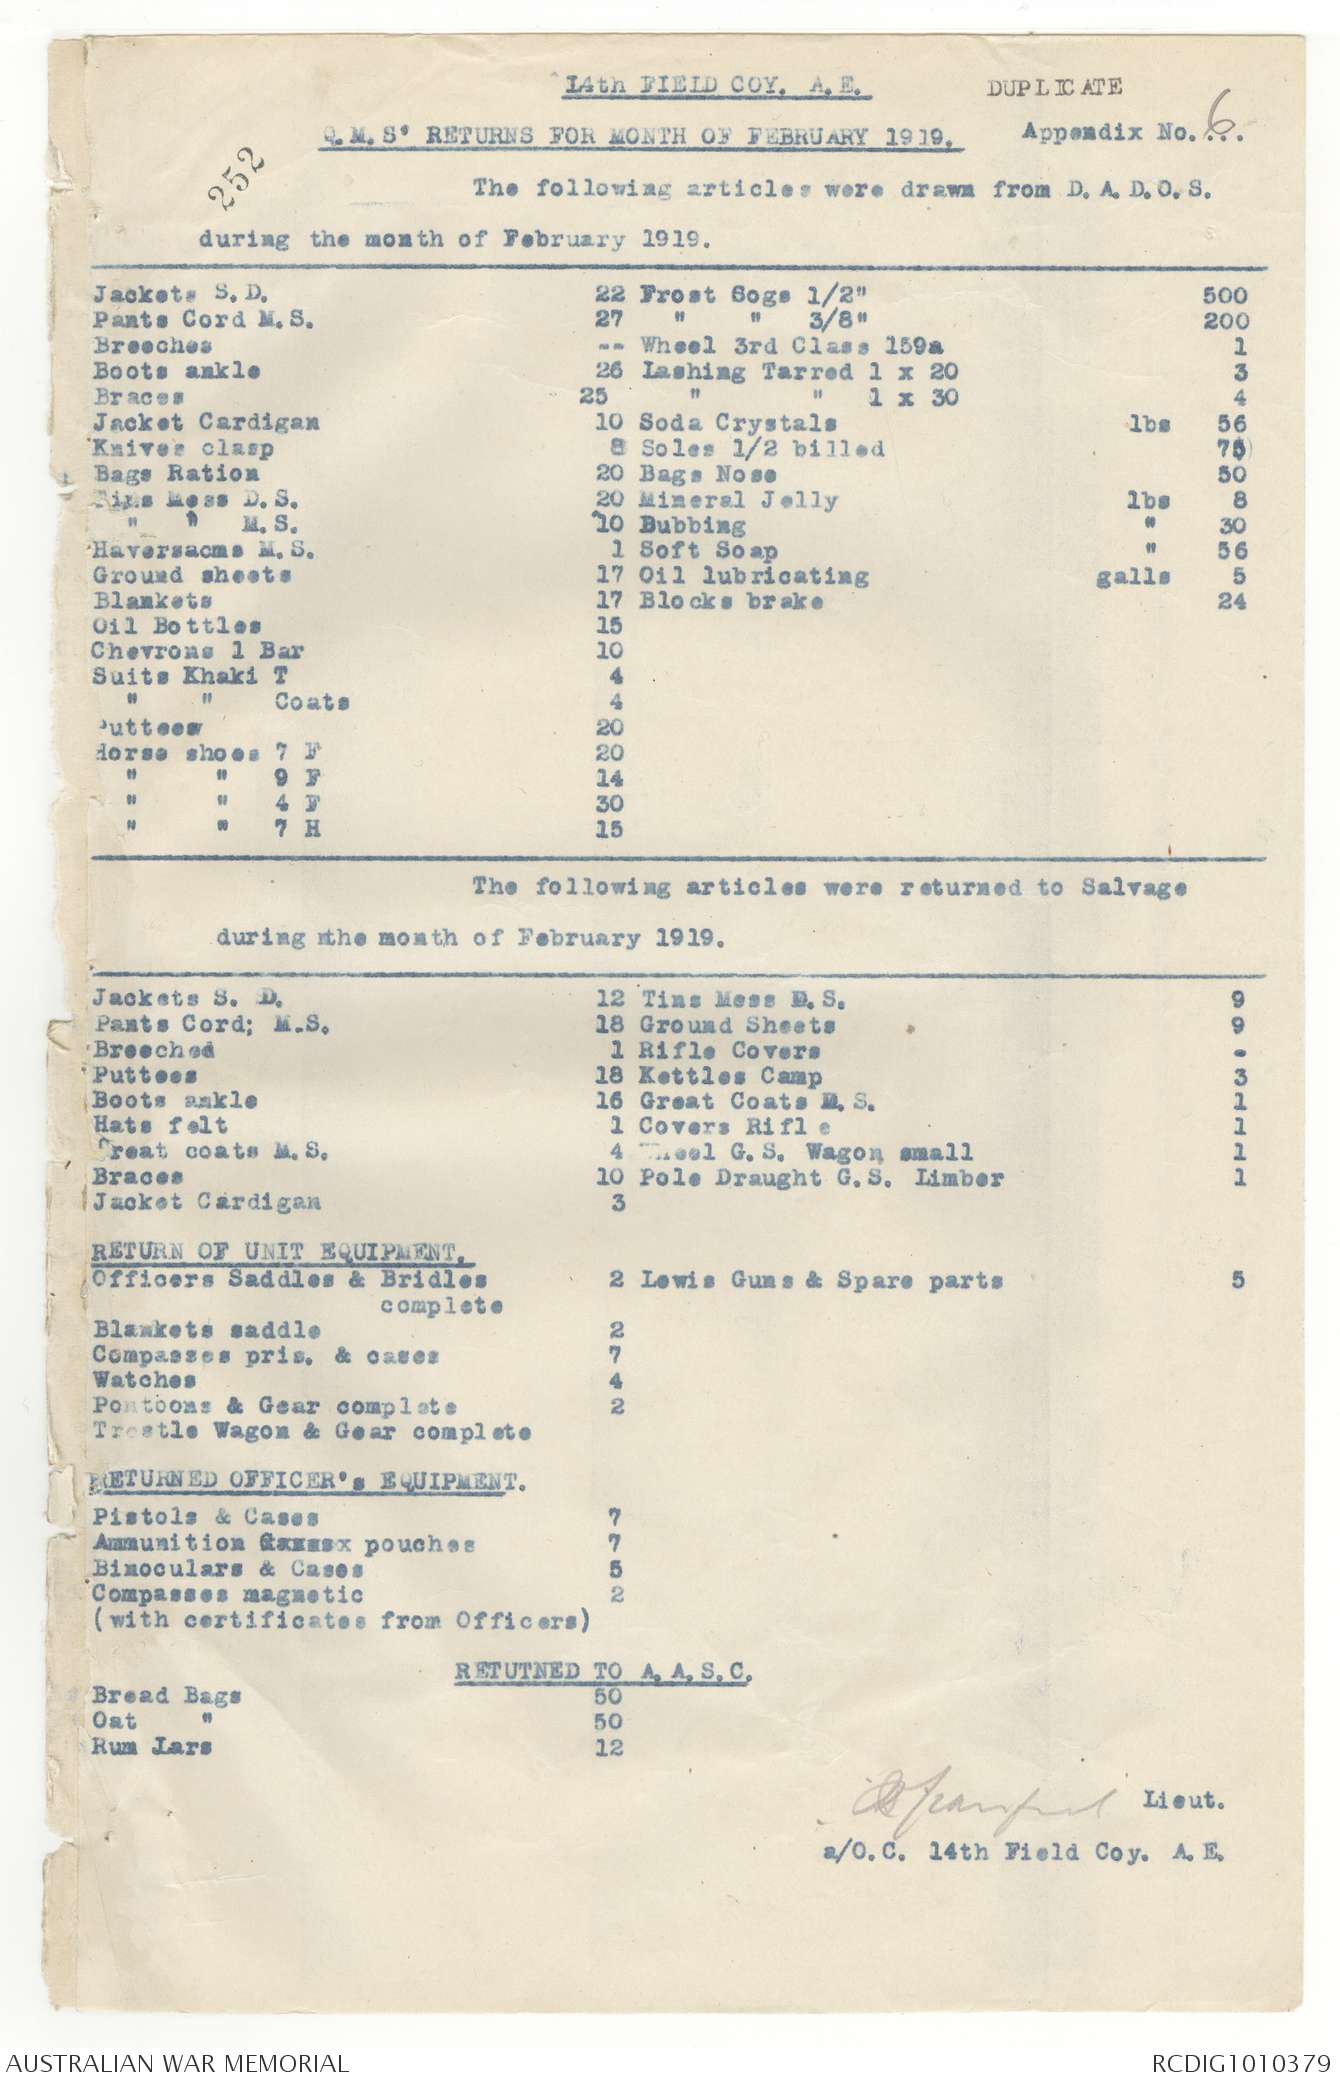 14th FIELD COY. A.E. DUPLICATE
Q.M.S' RETURNS FOR MONTH OF FEBRUARY 1919. Appendix No. 6...
252
The following articles were drawn from D.A.D.O.S.
during the month of February 1919.
Jackets S.D. 22 Frost Gogs 1/2" 500
Pants Cord M.S. 27 " " 3/8" 200
Breeches -- Wheel 3rd Class 159a 1
Boots ankle 26 Lashing Tarred 1 x 20 3
Braces 25 " " 1 x 30 4
Jacket Cardigan 10 Soda Crystals lbs 56
Knives clasp 8 Soles 1/2 billed
Bags Ration 20 Bags Nose 50
Tins Mess D.S. 20 Mineral Jelly lbs 8
" " M.S. 10 Dubbing " 30
Haversacms M.S. 1 Soft Soap " 56
Ground sheets 17 Oil lubricating galls 5
Blankets 17 Blocks brake 24
Oil Bottles 15
Chevrons 1 Bar 10
Suits Khaki T 4
" " Coats 4
Puttees 20
Horse shoes 7 F 20
" " 9 F 14
" " 4 F 30
" " 7 H 15
The following articles were returned to Salvage
during the month of February 1919.
Jackets S. D. 12 Tins Mess D.S. 9
Pants Cord; M.S. 18 Ground Sheets 9
Breeched 1 Rifle Covers -
Puttees 18 Kettles Camp 3
Boots ankle 16 Great Coats D.S. 1
Hats felt 1 Covers Rifle 1
Great coats M.S. 4 Wheel G.S. Wagon small 1
Braces 10 Pole Draught G.S. Limber 1
Jacket Cardigan 3
RETURN OF UNIT EQUIPMENT.
Officers Saddles & Bridles 2 Lewis Guns & Spare parts 5
complete
Blankets saddle 2
Compasses pris. & cases 7
Watches 4
Pontoons & Gear complete 2
Trestle Wagon & Gear complete
RETURNED OFFICER's EQUIPMENT.
Pistols & Cases 7
Ammunition pouches 7
Binoculars & Cases 5
Compasses magnetic 2
(with certificates from Officers)
RETUTNED TO A.A.S.C.
Bread Bags 50
Oat " 50
Rum Jars 12
Lieut.
a/O.C. 14th Field Coy. A.E.
AUSTRALIAN WAR MEMORIAL RCDIG1010379